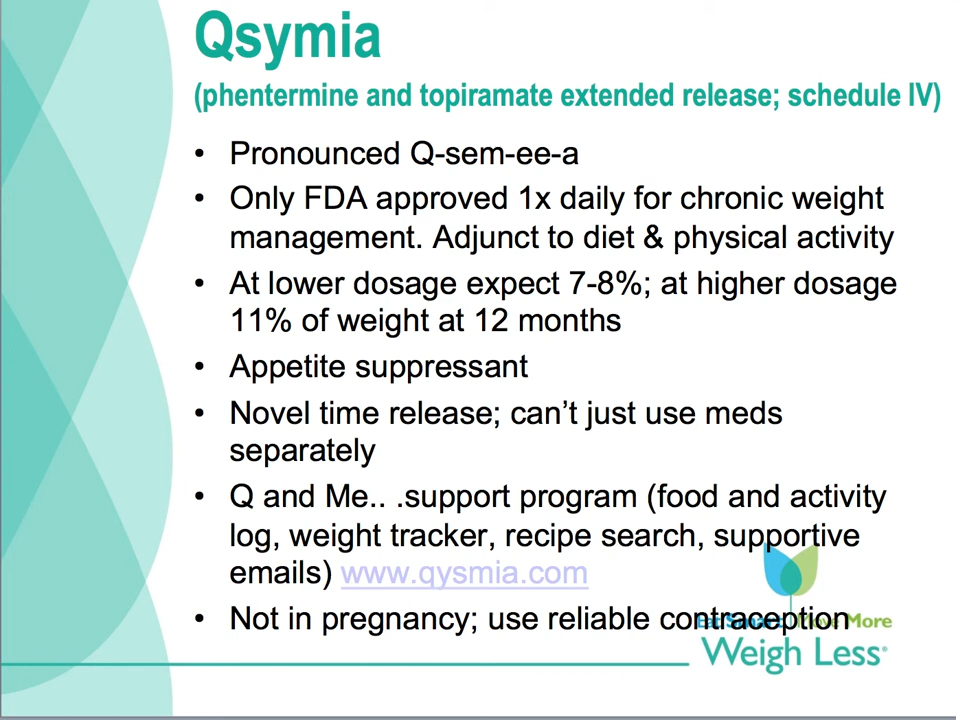 Qsymia
(phentermine and topiramate extended release; schedule IV)
• Pronounced Q-sem-ee-a
• Only FDA approved 1x daily for chronic weight
management. Adjunct to diet & physical activity
• At lower dosage expect 7-8%; at higher dosage
11% of weight at 12 months
• Appetite suppressant
• Novel time release; can’t just use meds
separately
• Q and Me.. .support program (food and activity
log, weight tracker, recipe search, supportive
emails) www.qysmia.com
• Not in pregnancy; use reliable contraception
Eat Smart Move More
Weigh Less®